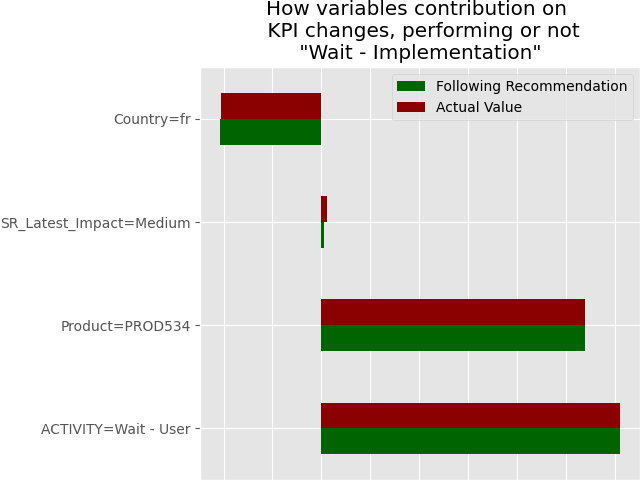 How variables contribution on
KPI changes, performing or not
"Wait - Implementation"
Following Recommendation
Actual Value
Country=fr
SR_Latest_Impact=Medium
Product=PROD534
ACTIVITY=Wait - User